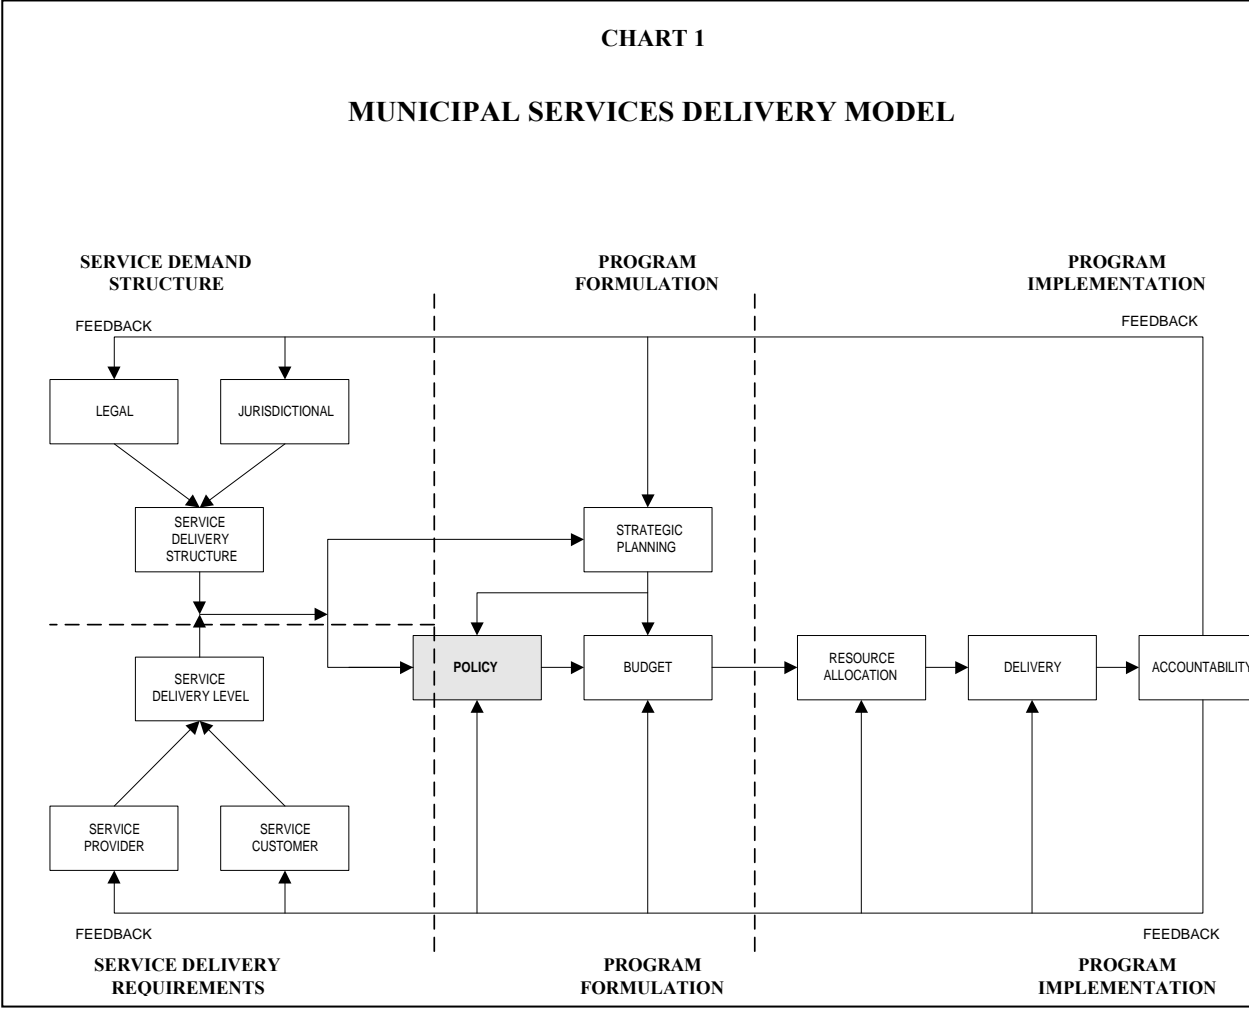 CHART 1
MUNICIPAL SERVICES DELIVERY MODEL
SERVICE DEMAND
STRUCTURE
PROGRAM
FORMULATION
PROGRAM
IMPLEMENTATION
FEEDBACK
FEEDBACK
LEGAL
JURISDICTIONAL
SERVICE
DELIVERY
STRUCTURE
STRATEGIC
PLANNING
SERVICE
DELIVERY LEVEL
POLICY
BUDGET
RESOURCE
ALLOCATION
DELIVERY
ACCOUNTABILITY
SERVICE
PROVIDER
SERVICE
CUSTOMER
FEEDBACK
FEEDBACK
SERVICE DELIVERY
REQUIREMENTS
PROGRAM
FORMULATION
PROGRAM
IMPLEMENTATION